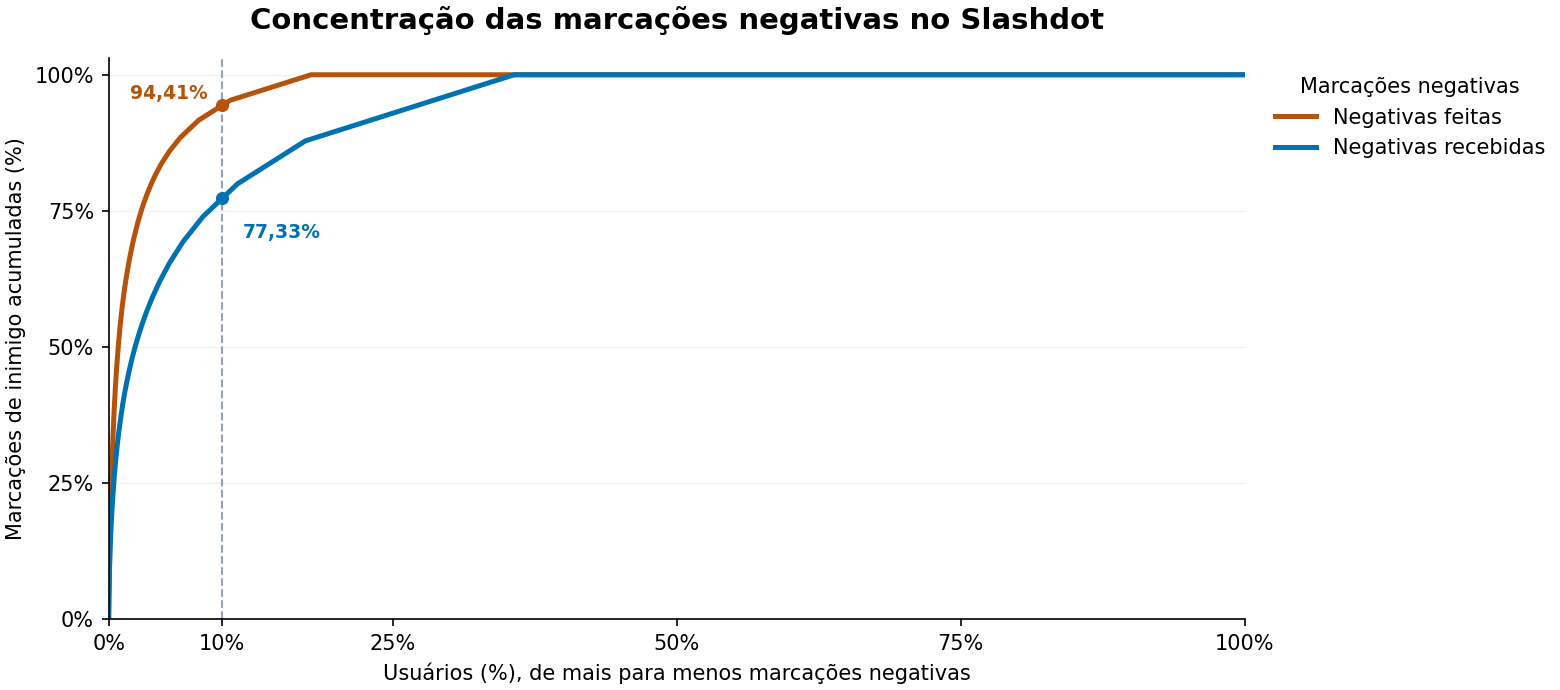 Concentração das marcações negativas no Slashdot
Marcações de inimigo acumuladas (%)
100%
75%
50%
25%
0%
94,41%
77,33%
0%
10%
25%
50%
75%
100%
Usuários (%), de mais para menos marcações negativas
Marcações negativas
Negativas feitas
Negativas recebidas